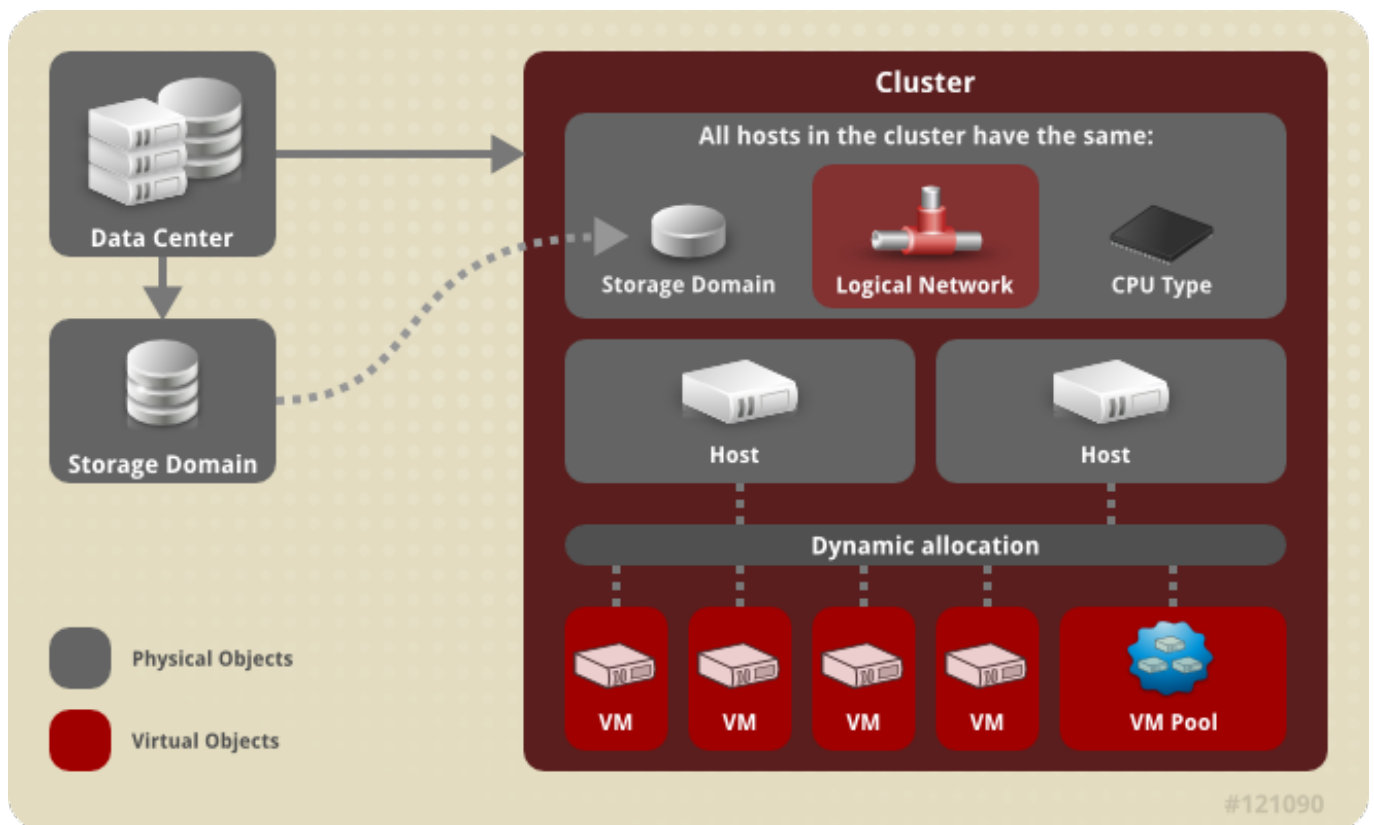 Data Center
Storage Domain
Cluster
All hosts in the cluster have the same:
Storage Domain
Logical Network
CPU Type
Host
Host
Dynamic allocation
VM
VM
VM
VM
VM Pool
Physical Objects
Virtual Objects
#121090